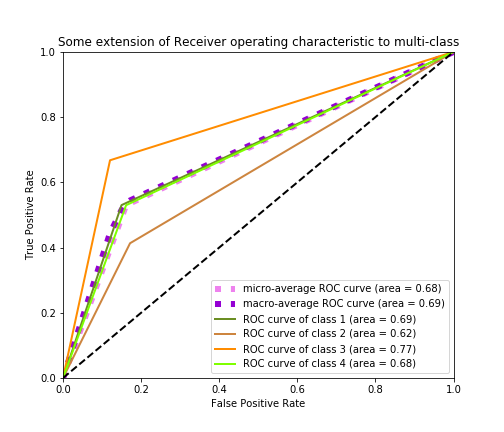 Some extension of Receiver operating characteristic to multi-class
1.0
0.8
0.6
0.4
0.2
0.0
True Positive Rate
micro-average ROC curve (area = 0.68)
macro-average ROC curve (area = 0.69)
ROC curve of class 1 (area = 0.69)
ROC curve of class 2 (area = 0.62)
ROC curve of class 3 (area = 0.77)
ROC curve of class 4 (area = 0.68)
0.0 0.2 0.4 0.6 0.8 1.0
False Positive Rate